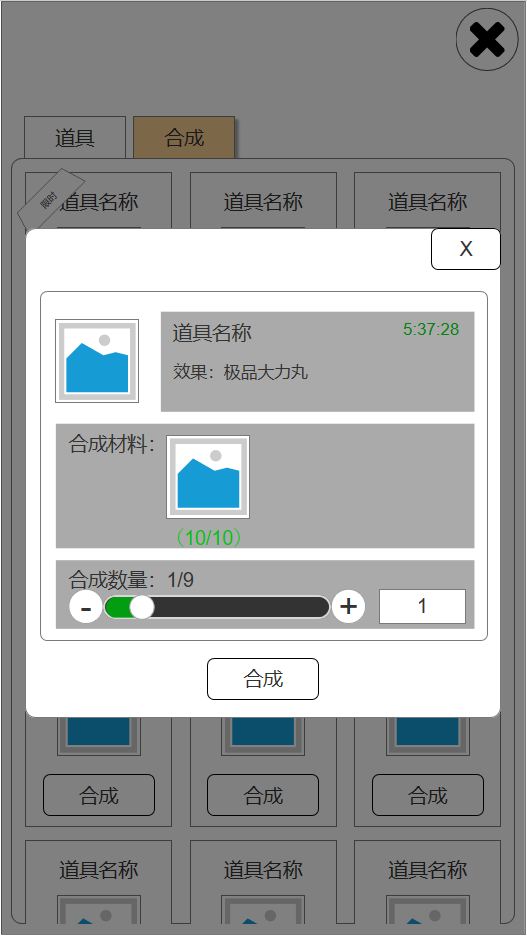 道具
合成
限时
道具名称
道具名称
道具名称
X
道具名称
5:37:28
效果：极品大力丸
合成材料：
（10/10）
合成数量：1/9
-
+
1
合成
合成
合成
合成
道具名称
道具名称
道具名称